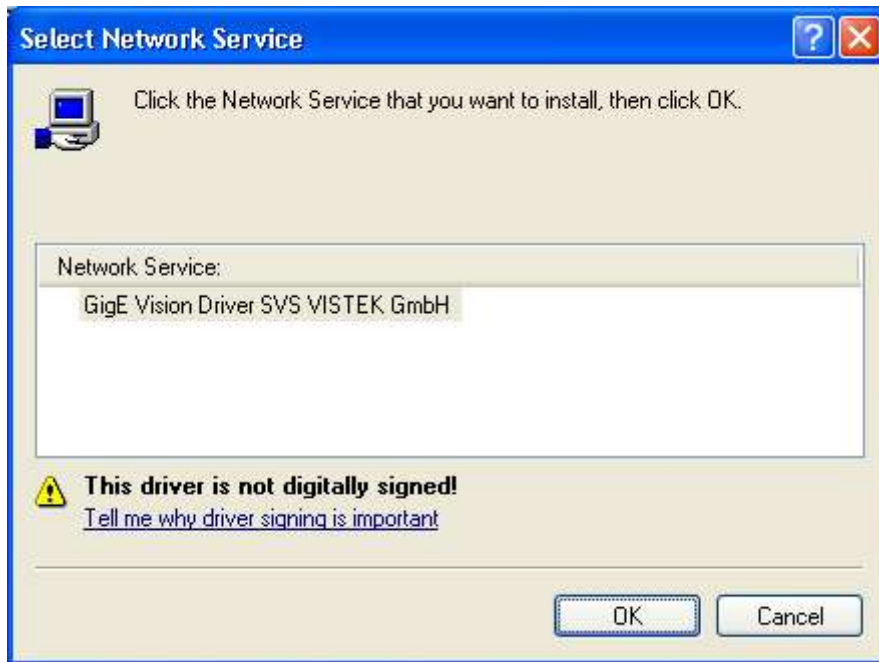 Select Network Service
Click the Network Service that you want to install, then click OK.
Network Service:
GigE Vision Driver SVS VISTEK GmbH
This driver is not digitally signed!
Tell me why driver signing is important
OK
Cancel